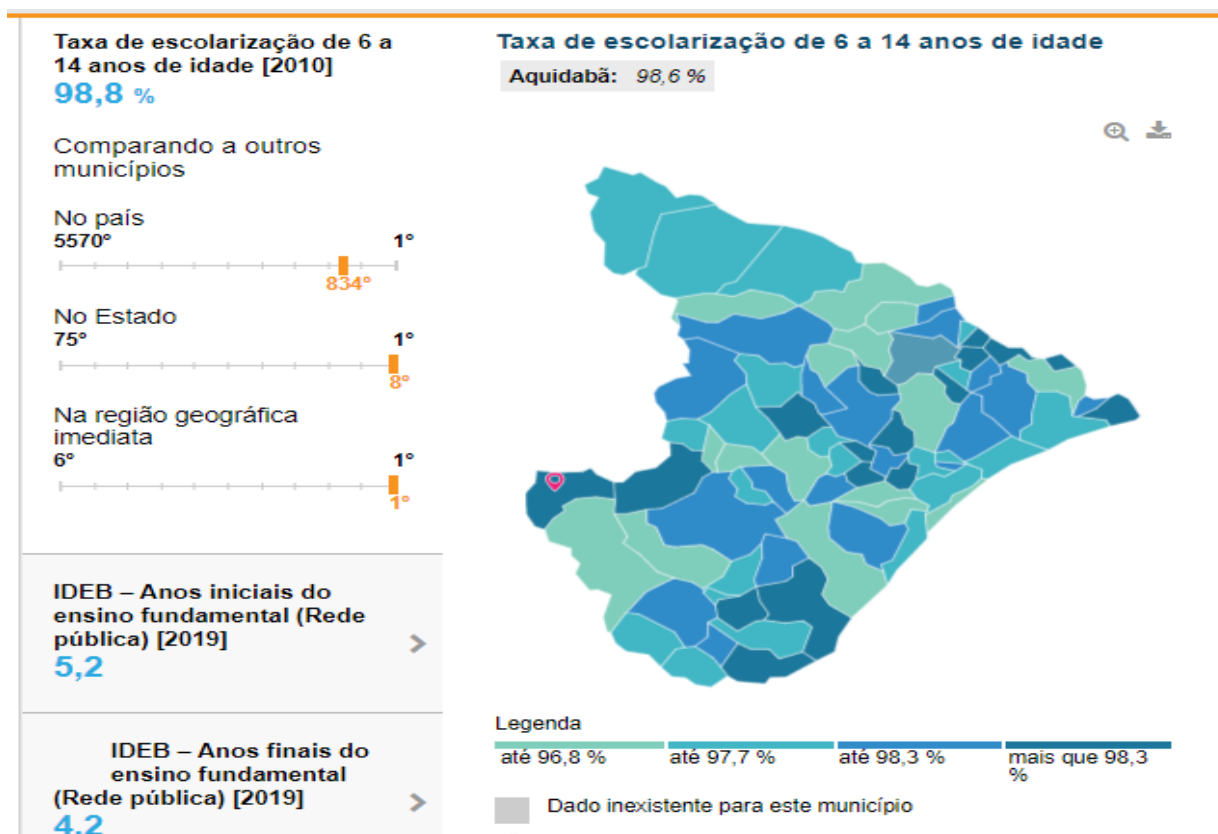 Taxa de escolarização de 6 a
14 anos de idade [2010]
98,8 %
Comparando a outros
municípios
No país
5570° 1°
834°
No Estado
75° 1°
8°
Na região geográfica
imediata
6° 1°
1°
IDEB – Anos iniciais do
ensino fundamental (Rede
pública) [2019]
5,2
IDEB – Anos finais do
ensino fundamental
(Rede pública) [2019]
4,2
Taxa de escolarização de 6 a 14 anos de idade
Aquidabã: 98,6 %
Legenda
até 96,8 % até 97,7 % até 98,3 % mais que 98,3
%
Dado inexistente para este município